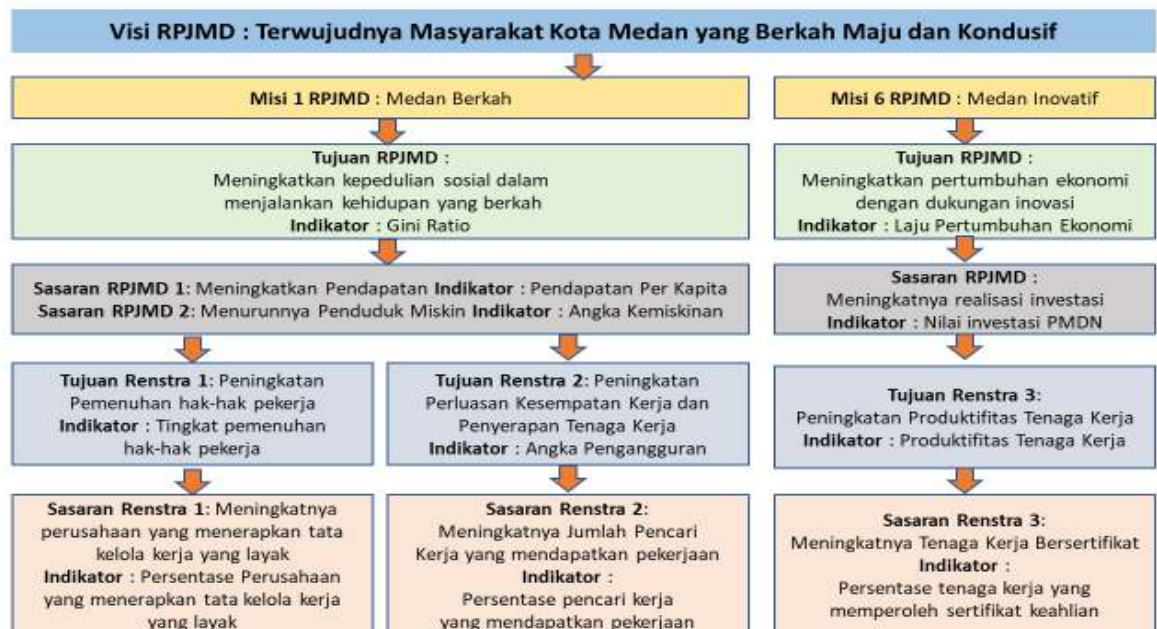 Visi RPJMD : Terwujudnya Masyarakat Kota Medan yang Berkah Maju dan Kondusif
Misi 1 RPJMD : Medan Berkah
Tujuan RPJMD :
Meningkatkan kepedulian sosial dalam
menjalankan kehidupan yang berkah
Indikator : Gini Ratio
Sasaran RPJMD 1: Meningkatkan Pendapatan Indikator : Pendapatan Per Kapita
Sasaran RPJMD 2: Menurunnya Penduduk Miskin Indikator : Angka Kemiskinan
Tujuan Renstra 1: Peningkatan
Pemenuhan hak-hak pekerja
Indikator : Tingkat pemenuhan
hak-hak pekerja
Sasaran Renstra 1: Meningkatnya
perusahaan yang menerapkan tata
kelola kerja yang layak
Indikator : Persentase Perusahaan
yang menerapkan tata kelola kerja
yang layak
Tujuan Renstra 2: Peningkatan
Perluasan Kesempatan Kerja dan
Penyerapan Tenaga Kerja
Indikator : Angka Pengangguran
Sasaran Renstra 2:
Meningkatnya Jumlah Pencari
Kerja yang mendapatkan pekerjaan
Indikator :
Persentase pencari kerja
yang mendapatkan pekerjaan
Misi 6 RPJMD : Medan Inovatif
Tujuan RPJMD :
Meningkatkan pertumbuhan ekonomi
dengan dukungan inovasi
Indikator : Laju Pertumbuhan Ekonomi
Sasaran RPJMD :
Meningkatnya realisasi investasi
Indikator : Nilai investasi PMDN
Tujuan Renstra 3:
Peningkatan Produktifitas Tenaga Kerja
Indikator : Produktifitas Tenaga Kerja
Sasaran Renstra 3:
Meningkatnya Tenaga Kerja Bersertifikat
Indikator :
Persentase tenaga kerja yang
memperoleh sertifikat keahlian